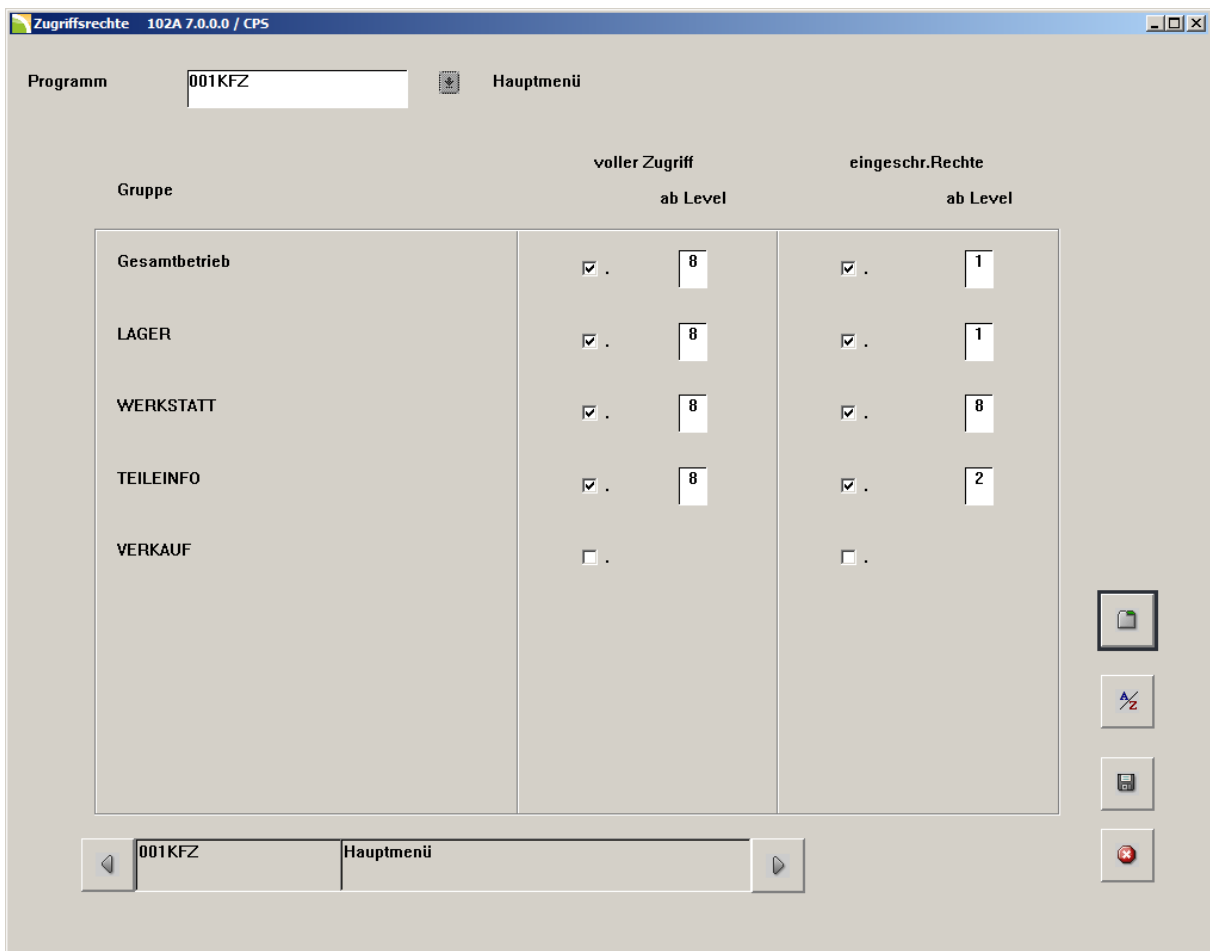 Zugriffsrechte 102A 7.0.0.0 / CPS
Programm 001KFZ Hauptmenü
voller Zugriff eingeschr.Rechte
Gruppe ab Level ab Level
Gesamtbetrieb . 8 . 1
LAGER . 8 . 1
WERKSTATT . 8 . 8
TEILEINFO . 8 . 2
VERKAUF . .
A/Z
001KFZ Hauptmenü